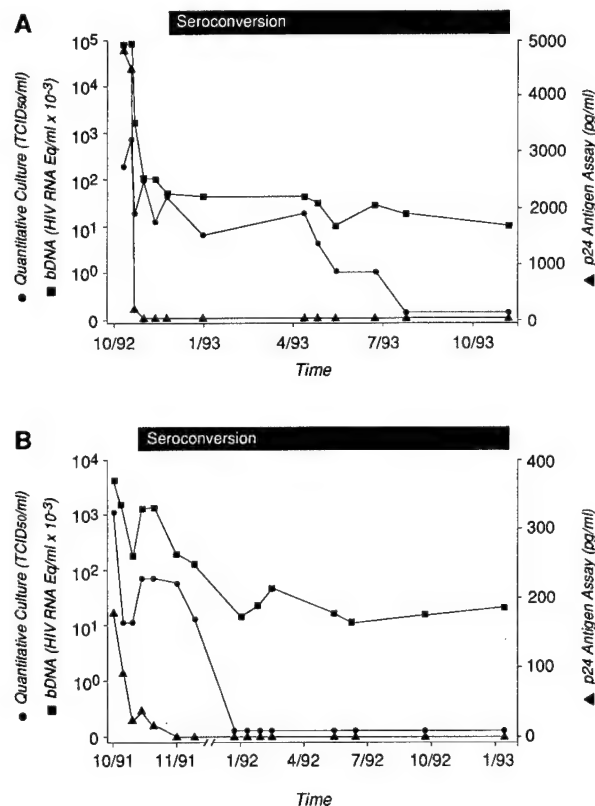 A
Seroconversion
Quantitative Culture (TCID50/ml)
bDNA (HIV RNA Eq/ml x 10-3)
10^5
10^4
10^3
10^2
10^1
10^0
0
5000
4000
3000
2000
1000
0
p24 Antigen Assay (pg/ml)
10/92 1/93 4/93 7/93 10/93
Time
B
Seroconversion
Quantitative Culture (TCID50/ml)
bDNA (HIV RNA Eq/ml x 10-3)
10^4
10^3
10^2
10^1
10^0
0
400
300
200
100
0
p24 Antigen Assay (pg/ml)
10/91 11/91 1/92 4/92 7/92 10/92 1/93
Time